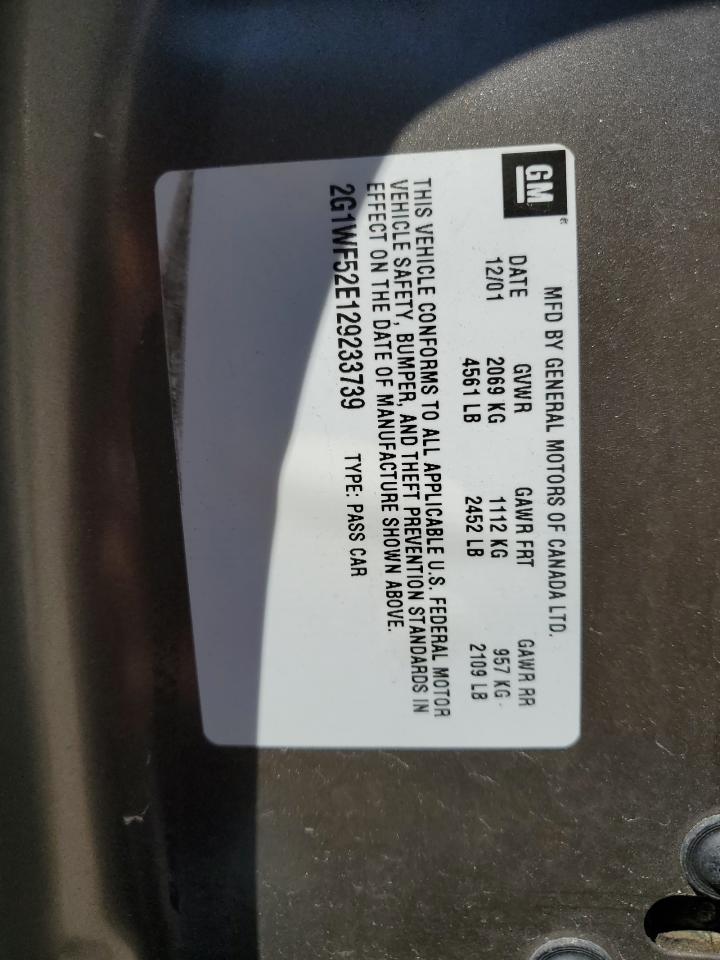 GM ®
MFD BY GENERAL MOTORS OF CANADA LTD.
DATE GVWR GAWR FRT GAWR RR
12/01 2069 KG 1112 KG 957 KG
4561 LB 2452 LB 2109 LB
THIS VEHICLE CONFORMS TO ALL APPLICABLE U.S. FEDERAL MOTOR
VEHICLE SAFETY, BUMPER, AND THEFT PREVENTION STANDARDS IN
EFFECT ON THE DATE OF MANUFACTURE SHOWN ABOVE.
2G1WF52E129233739 TYPE: PASS CAR